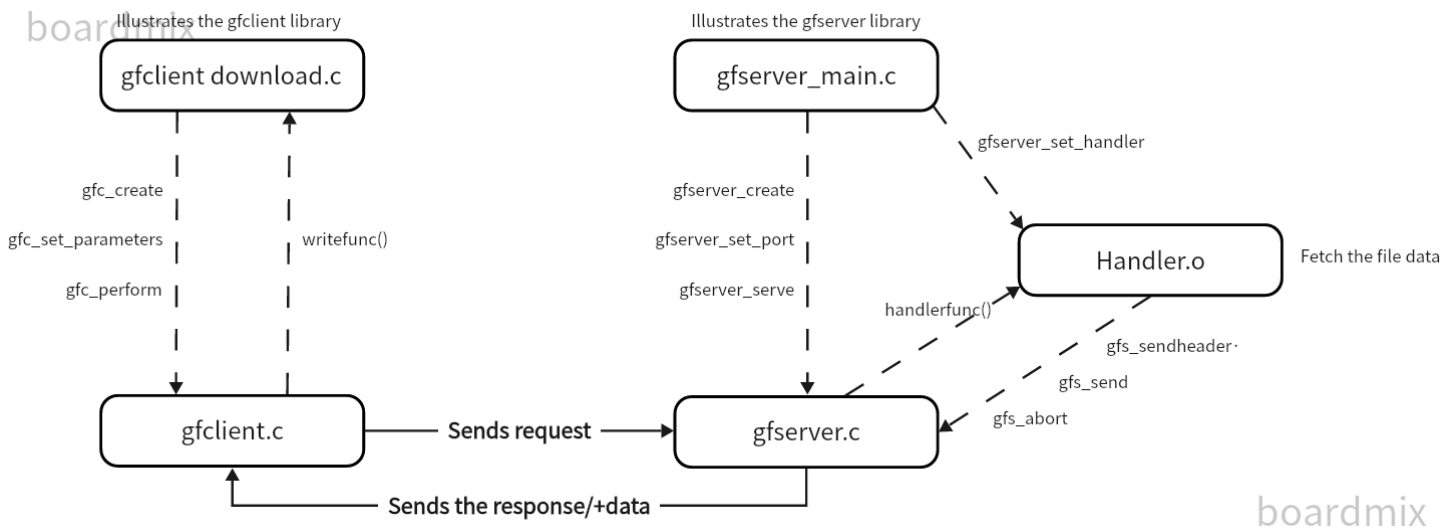 boardmix
Illustrates the gfclient library
Illustrates the gfserver library
gfclient download.c
gfserver_main.c
gfserver_set_handler
gfc_create
gfserver_create
gfc_set_parameters
writefunc()
gfserver_set_port
Handler.o
Fetch the file data
gfc_perform
gfserver_serve
handlerfunc()
gfs_sendheader·
gfs_send
gfs_abort
gfclient.c
Sends request
gfserver.c
Sends the response/+data
boardmix